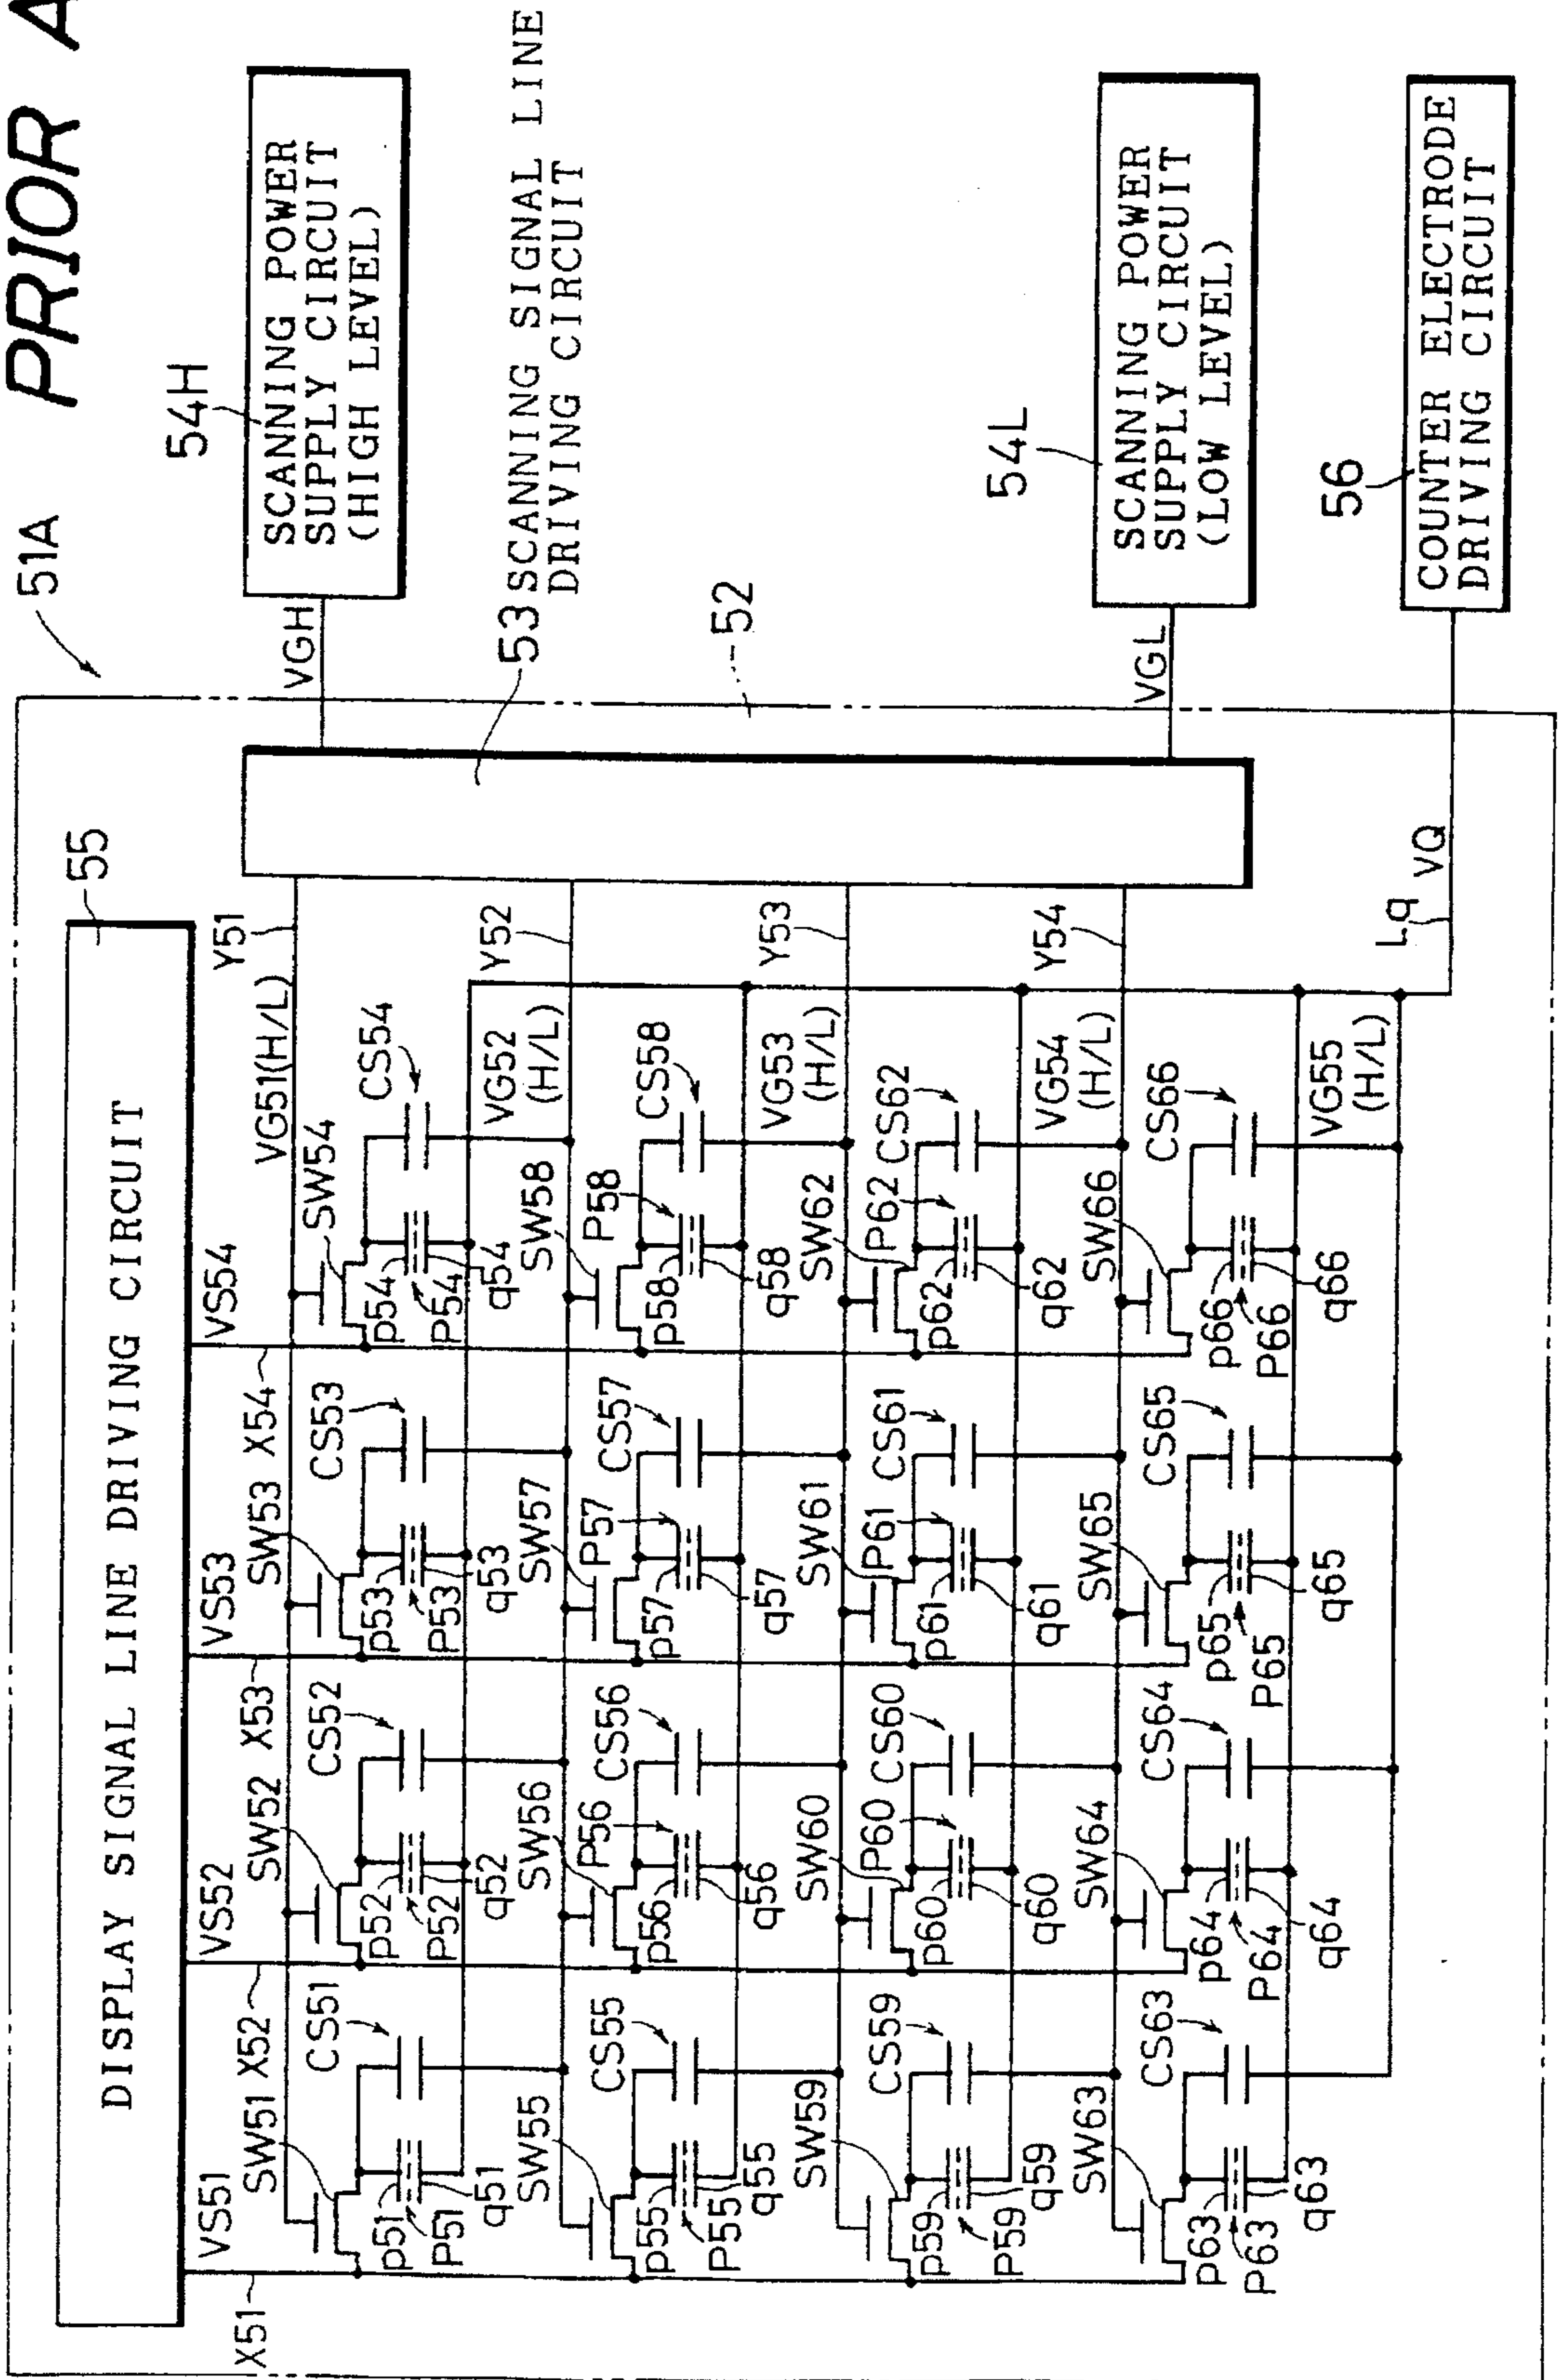 51A PRIOR A
54H
SCANNING POWER
SUPPLY CIRCUIT
(HIGH LEVEL)
VGH
53 SCANNING SIGNAL LINE
DRIVING CIRCUIT
52
54L
SCANNING POWER
SUPPLY CIRCUIT
(LOW LEVEL)
VGL
56
COUNTER ELECTRODE
DRIVING CIRCUIT
VQ
Lq
55
DISPLAY SIGNAL LINE DRIVING CIRCUIT
VS51 VS52 VS53 VS54
X51 X52 X53 X54
VG51(H/L) Y51
SW51 SW52 SW53 SW54
CS51 CS52 CS53 CS54
p51 p52 p53 p54
P51 P52 P53 P54
q51 q52 q53 q54
VG52
(H/L)
Y52
SW55 SW56 SW57 SW58
CS55 CS56 CS57 CS58
P56 P57 P58
p55 p56 p57 p58
P55
q55 q56 q57 q58
VG53
(H/L)
Y53
SW59 SW60 SW61 SW62
CS59 CS60 CS61 CS62
P60 P61 P62
p59 p60 p61 p62
P59
q59 q60 q61 q62
VG54
(H/L)
Y54
SW63 SW64 SW65 SW66
CS63 CS64 CS65 CS66
p63 p64 p65 p66
P63 P64 P65 P66
q63 q64 q65 q66
VG55
(H/L)